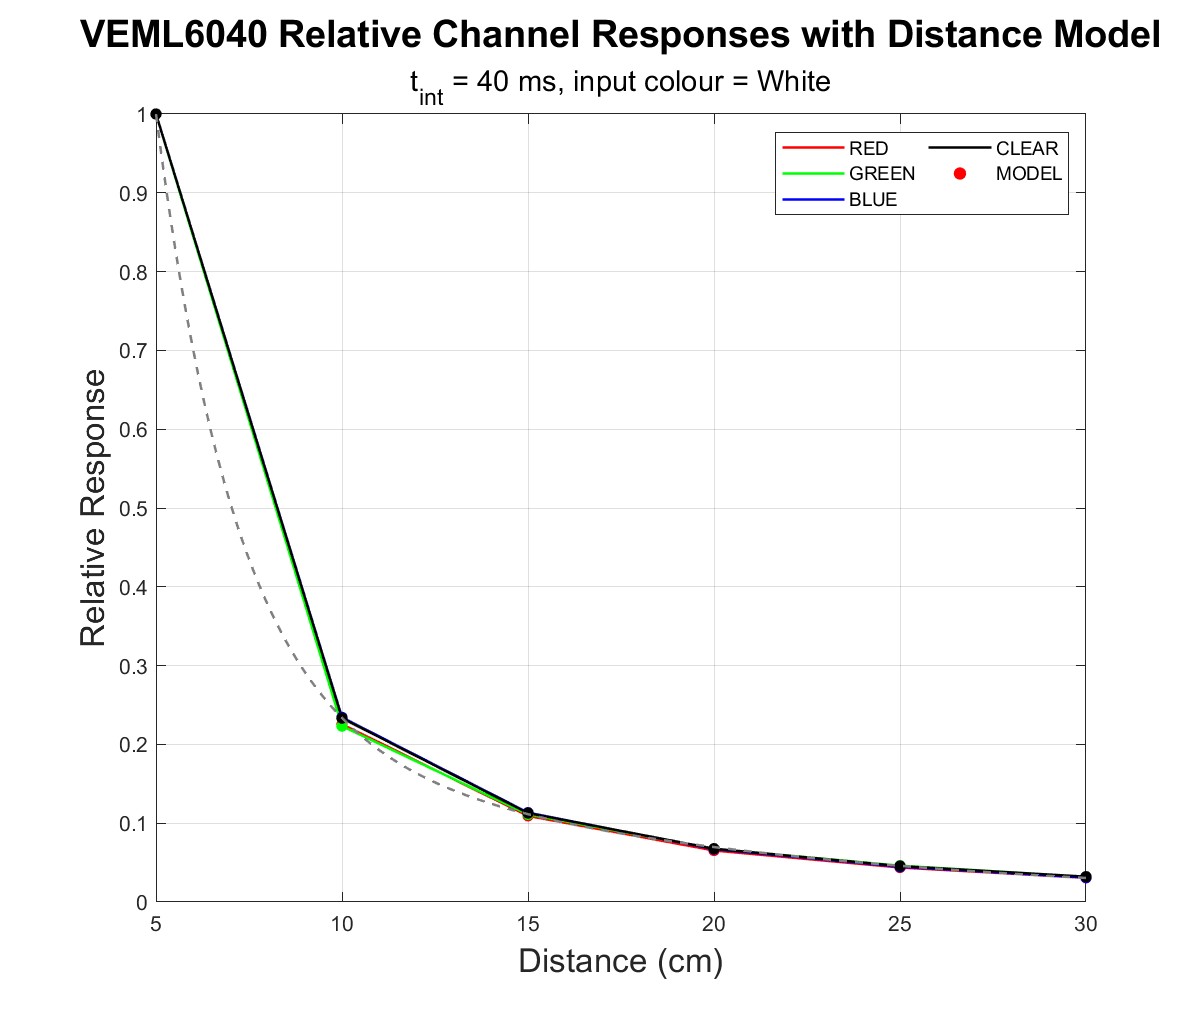 VEML6040 Relative Channel Responses with Distance Model
t_int = 40 ms, input colour = White
RED
GREEN
BLUE
CLEAR
MODEL
Relative Response
1
0.9
0.8
0.7
0.6
0.5
0.4
0.3
0.2
0.1
0
5 10 15 20 25 30
Distance (cm)